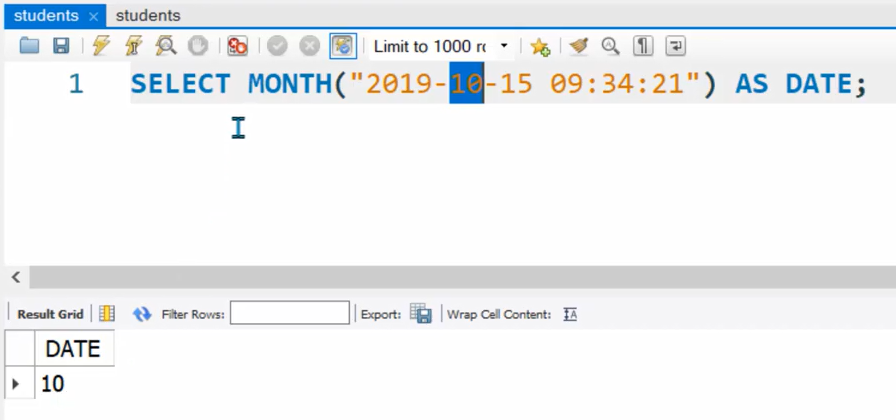 students × students
Limit to 1000 rc
1 SELECT MONTH("2019-10-15 09:34:21") AS DATE;
Result Grid Filter Rows: Export: Wrap Cell Content:
DATE
10